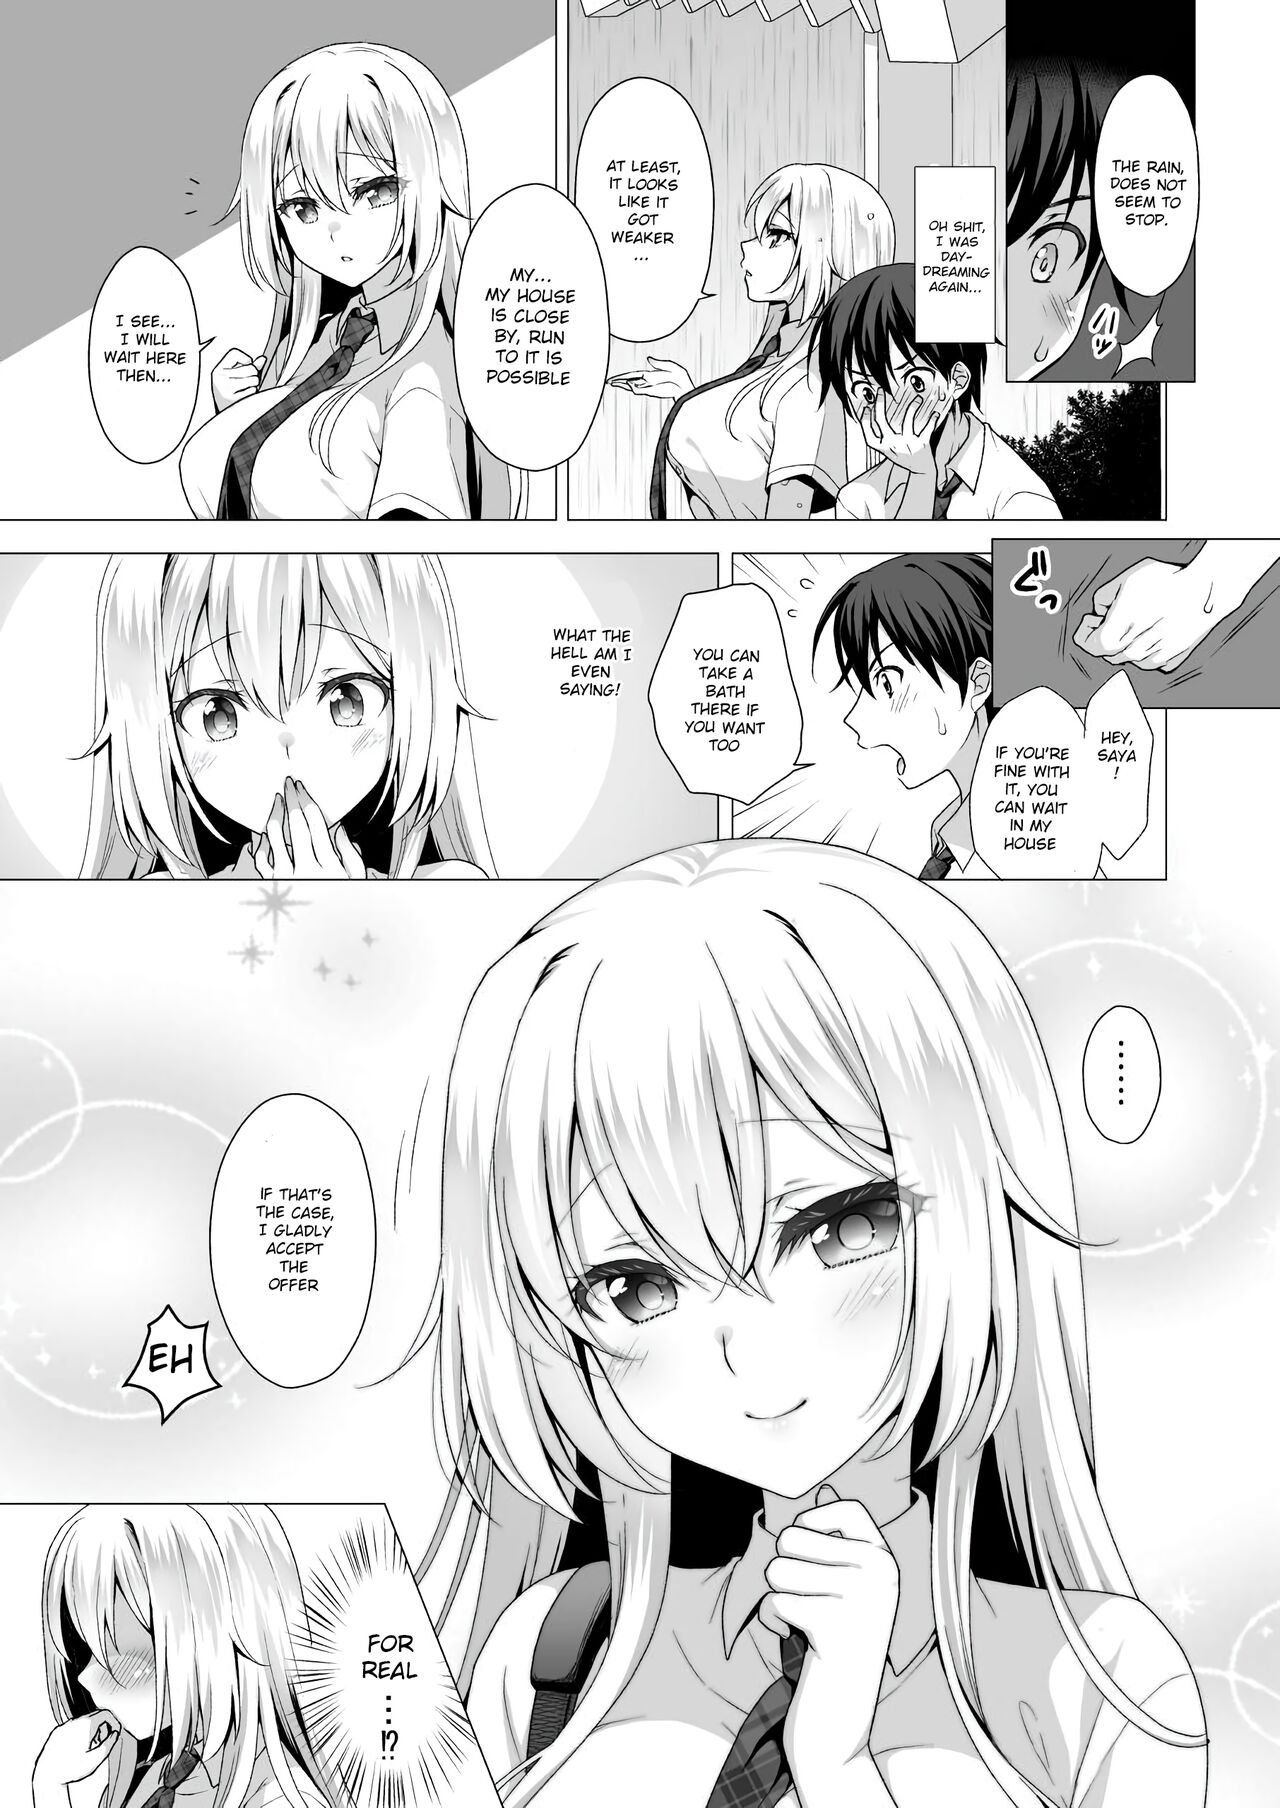 THE RAIN,
DOES NOT
SEEM TO
STOP.
OH SHIT,
I WAS
DAY-
DREAMING
AGAIN...
AT LEAST,
IT LOOKS
LIKE IT
GOT
WEAKER
...
MY...
MY HOUSE
IS CLOSE
BY, RUN
TO IT IS
POSSIBLE
I SEE...
I WILL
WAIT HERE
THEN...
ぐっ
HEY,
SAYA
!
IF YOU'RE
FINE WITH
IT, YOU
CAN WAIT
IN MY
HOUSE
YOU CAN
TAKE A
BATH
THERE IF
YOU WANT
TOO
WHAT THE
HELL AM I
EVEN
SAYING!
......
IF THAT'S
THE CASE,
I GLADLY
ACCEPT
THE
OFFER
EH
FOR
REAL
...
!?